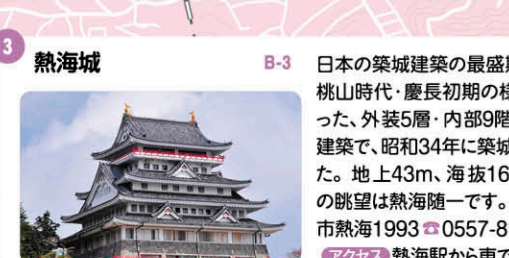 3
熱海城 B-3
日本の築城建築の最盛
桃山時代・慶長初期の
った、外装5層・内部9階
建築で、昭和34年に築城
た。地上43m、海抜16
の眺望は熱海随一です。
市熱海1993☎0557-8
アクセス 熱海駅から車で